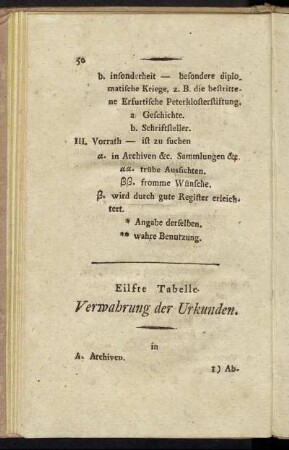 50
b. insonderheit — besondere diplo-
matische Kriege, z. B. die bestritte-
ne Erfurtische Peterklosterstiftung.
a. Geschichte.
b. Schriftsteller.
III. Vorrath — ist zu suchen
α. in Archiven &c. Sammlungen &c.
αα. trübe Aussichten.
ββ. fromme Wünsche.
β. wird durch gute Register erleich-
tert.
* Angabe derselben.
** wahre Benutzung.
Eilfte Tabelle.
Verwahrung der Urkunden.
in
A. Archiven.
1.) Ab-